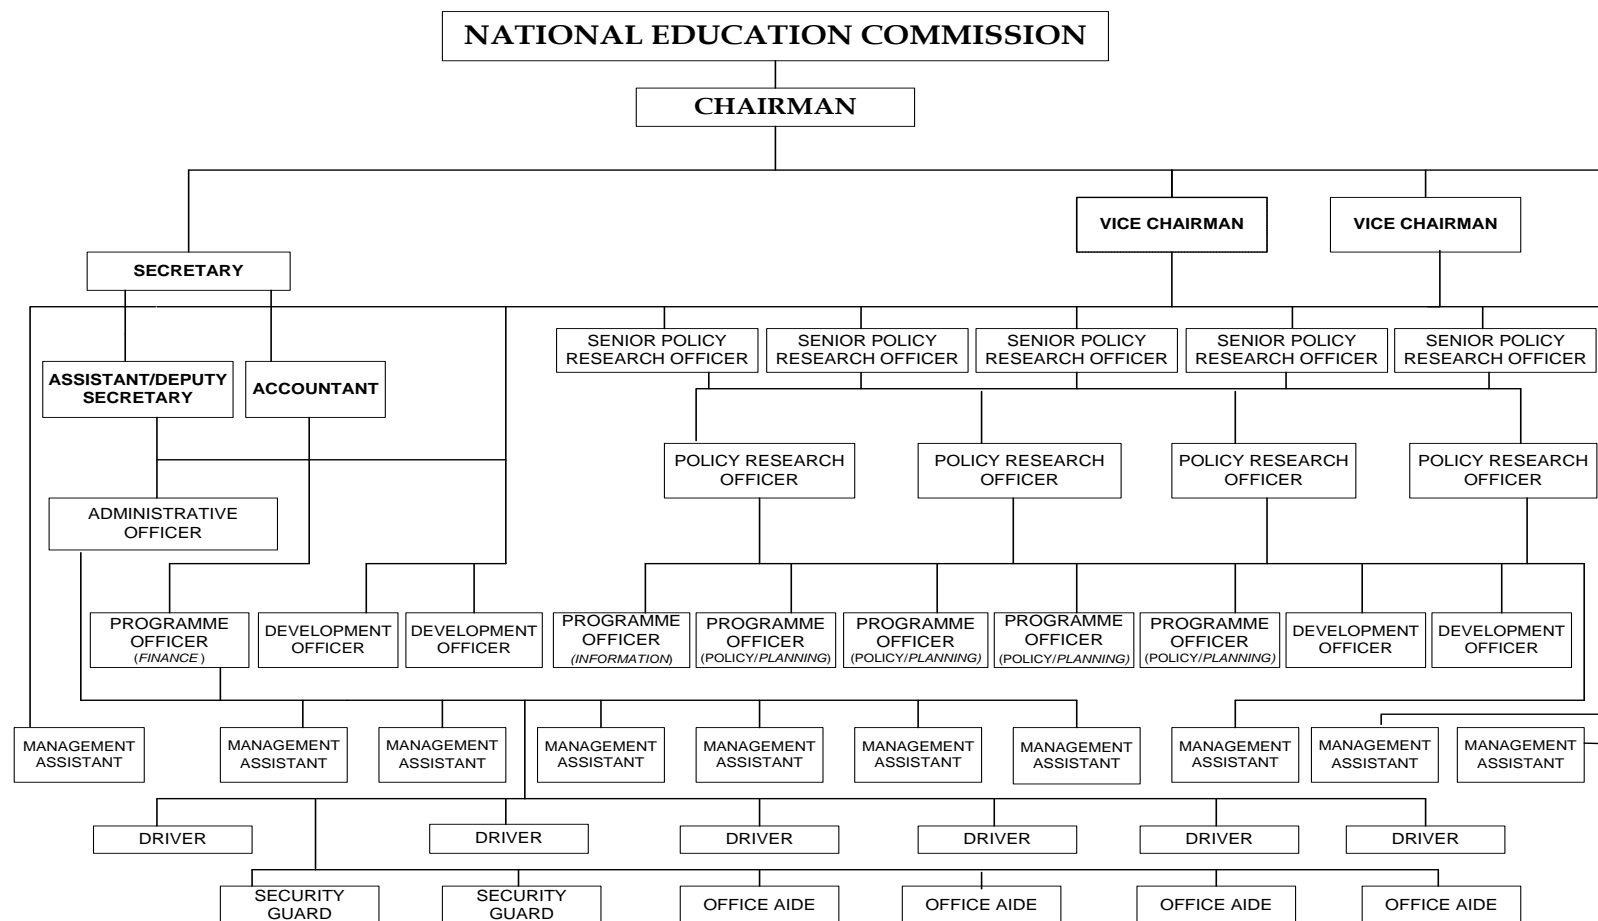 NATIONAL EDUCATION COMMISSION
CHAIRMAN
VICE CHAIRMAN
VICE CHAIRMAN
SECRETARY
SENIOR POLICY
RESEARCH OFFICER
SENIOR POLICY
RESEARCH OFFICER
SENIOR POLICY
RESEARCH OFFICER
SENIOR POLICY
RESEARCH OFFICER
SENIOR POLICY
RESEARCH OFFICER
ASSISTANT/DEPUTY
SECRETARY
ACCOUNTANT
POLICY RESEARCH
OFFICER
POLICY RESEARCH
OFFICER
POLICY RESEARCH
OFFICER
POLICY RESEARCH
OFFICER
ADMINISTRATIVE
OFFICER
PROGRAMME
OFFICER
(FINANCE )
DEVELOPMENT
OFFICER
DEVELOPMENT
OFFICER
PROGRAMME
OFFICER
(INFORMATION)
PROGRAMME
OFFICER
(POLICY/PLANNING)
PROGRAMME
OFFICER
(POLICY/PLANNING)
PROGRAMME
OFFICER
(POLICY/PLANNING)
PROGRAMME
OFFICER
(POLICY/PLANNING)
DEVELOPMENT
OFFICER
DEVELOPMENT
OFFICER
MANAGEMENT
ASSISTANT
MANAGEMENT
ASSISTANT
MANAGEMENT
ASSISTANT
MANAGEMENT
ASSISTANT
MANAGEMENT
ASSISTANT
MANAGEMENT
ASSISTANT
MANAGEMENT
ASSISTANT
MANAGEMENT
ASSISTANT
MANAGEMENT
ASSISTANT
MANAGEMENT
ASSISTANT
DRIVER
DRIVER
DRIVER
DRIVER
DRIVER
DRIVER
SECURITY
GUARD
SECURITY
GUARD
OFFICE AIDE
OFFICE AIDE
OFFICE AIDE
OFFICE AIDE